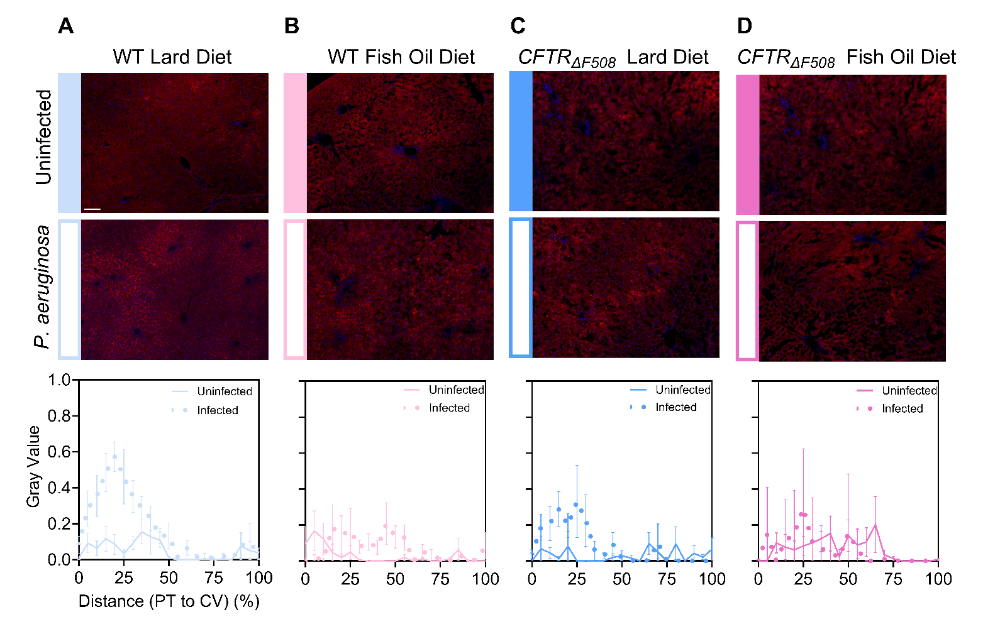 A
B
C
D
WT Lard Diet
WT Fish Oil Diet
CFTRΔF508 Lard Diet
CFTRΔF508 Fish Oil Diet
Uninfected
P. aeruginosa
Gray Value
1.0
0.8
0.6
0.4
0.2
0.0
Uninfected
Infected
0
25
50
75
100
Distance (PT to CV) (%)
Uninfected
Infected
0
25
50
75
100
Uninfected
Infected
0
25
50
75
100
Uninfected
Infected
0
25
50
75
100